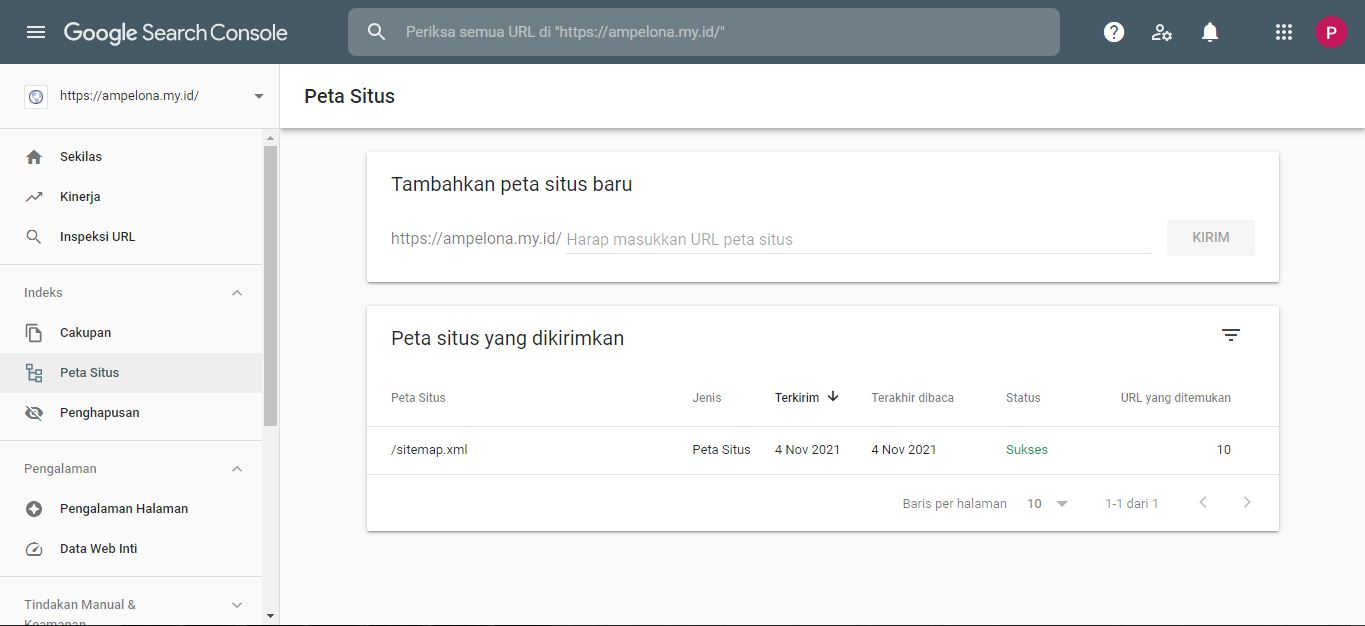 Google Search Console
Periksa semua URL di "https://ampelona.my.id/"
P
https://ampelona.my.id/
Peta Situs
Sekilas
Kinerja
Inspeksi URL
Indeks
Cakupan
Peta Situs
Penghapusan
Pengalaman
Pengalaman Halaman
Data Web Inti
Tindakan Manual &
Keamanan
Tambahkan peta situs baru
https://ampelona.my.id/ Harap masukkan URL peta situs KIRIM
Peta situs yang dikirimkan
Peta Situs Jenis Terkirim Terakhir dibaca Status URL yang ditemukan
/sitemap.xml Peta Situs 4 Nov 2021 4 Nov 2021 Sukses 10
Baris per halaman 10 1-1 dari 1